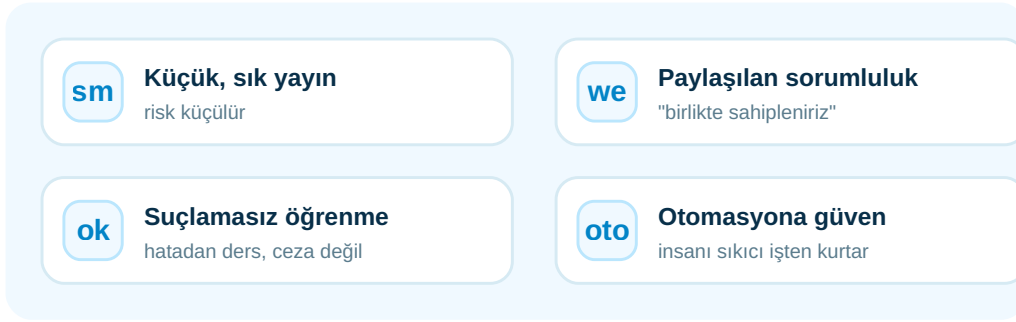 sm
Küçük, sık yayın
risk küçülür
we
Paylaşılan sorumluluk
"birlikte sahipleniriz"
ok
Suçlamasız öğrenme
hatadan ders, ceza değil
oto
Otomasyona güven
insanı sıkıcı işten kurtar